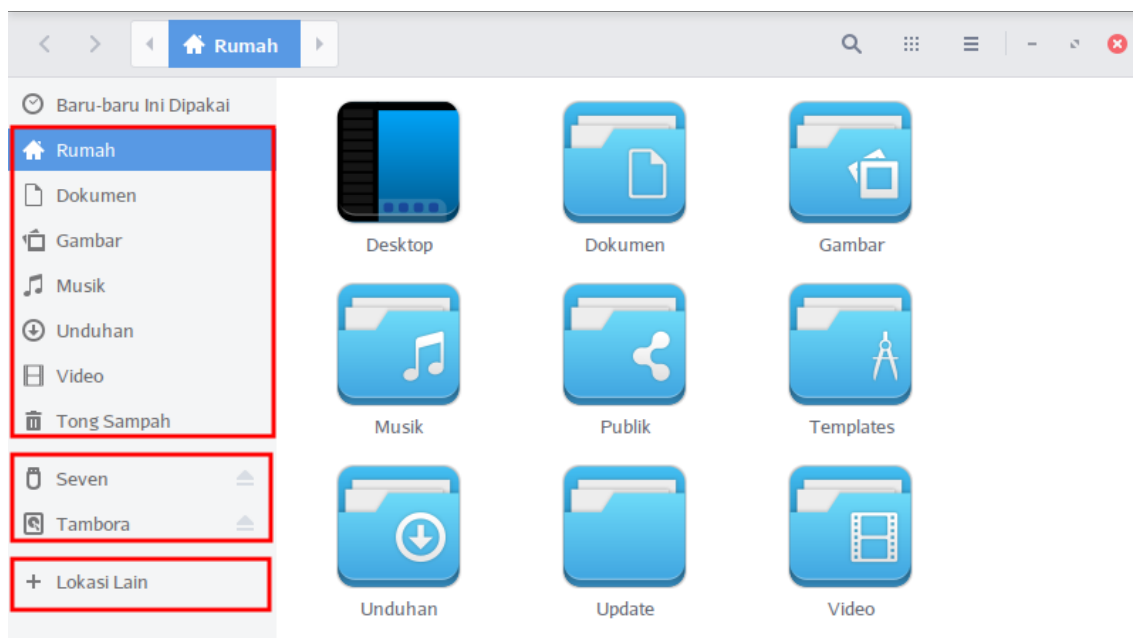 Rumah
Baru-baru Ini Dipakai
Rumah
Dokumen
Gambar
Musik
Unduhan
Video
Tong Sampah
Seven
Tambora
Lokasi Lain
Desktop
Dokumen
Gambar
Musik
Publik
Templates
Unduhan
Update
Video